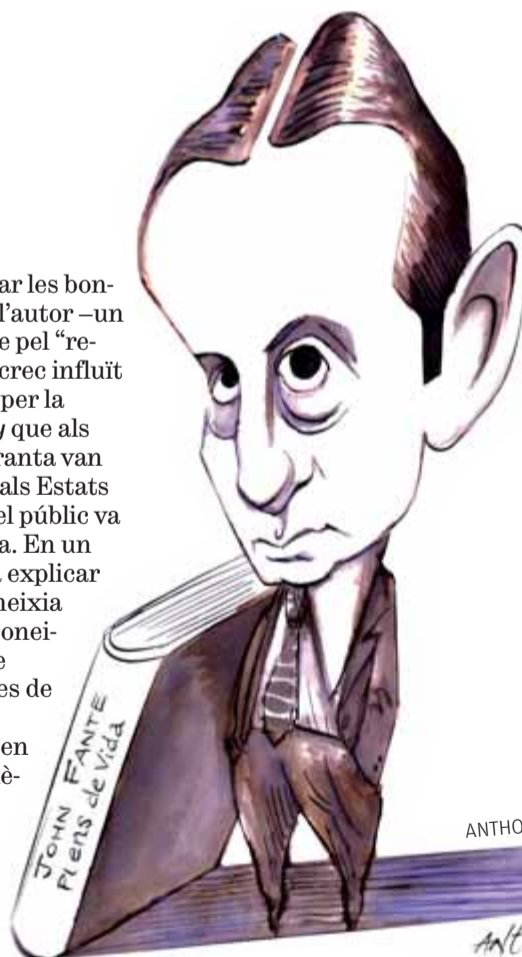 ar les bon-
l'autor –un
e pel “re-
crec influït
per la
y que als
ranta van
als Estats
el públic va
a. En un
explicar
neixia
onei-
e
es de
en
è-
JOHN FANTE
Plens de Vida
ANTHO
Ant